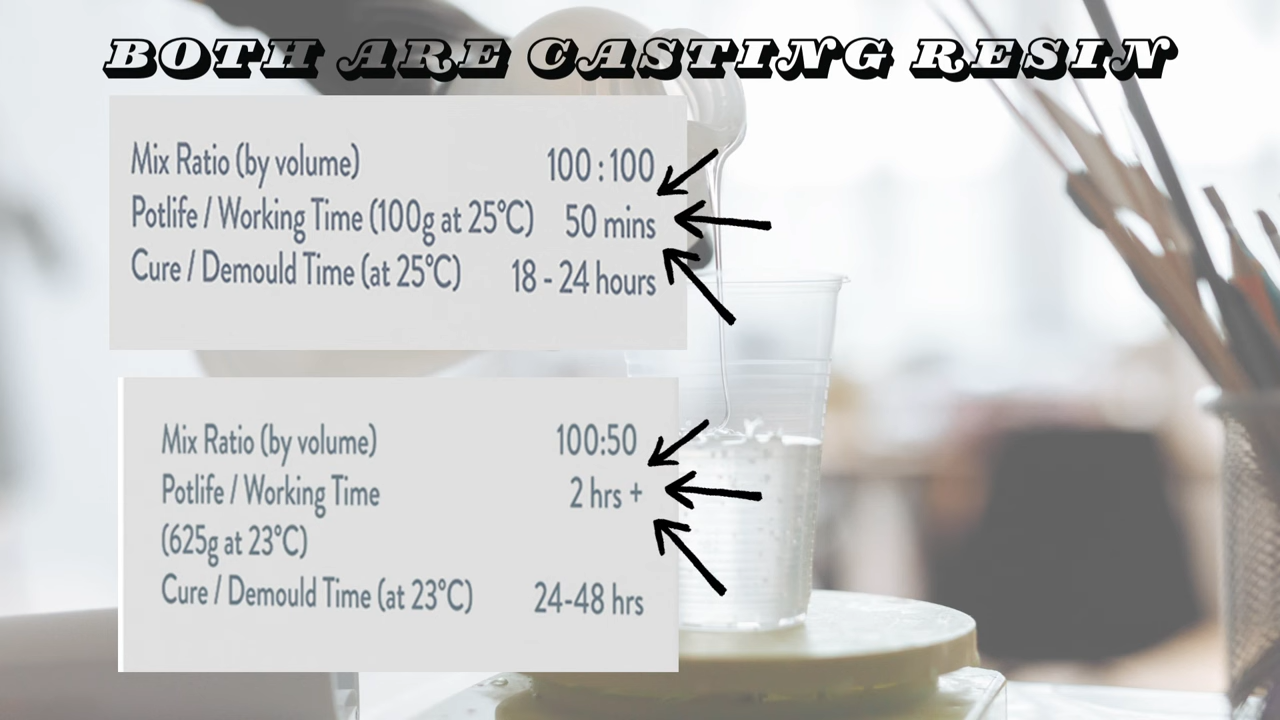 BOTH ARE CASTING RESIN
Mix Ratio (by volume) 100 : 100
Potlife / Working Time (100g at 25°C) 50 mins
Cure / Demould Time (at 25°C) 18 - 24 hours
Mix Ratio (by volume) 100:50
Potlife / Working Time 2 hrs +
(625g at 23°C)
Cure / Demould Time (at 23°C) 24-48 hrs